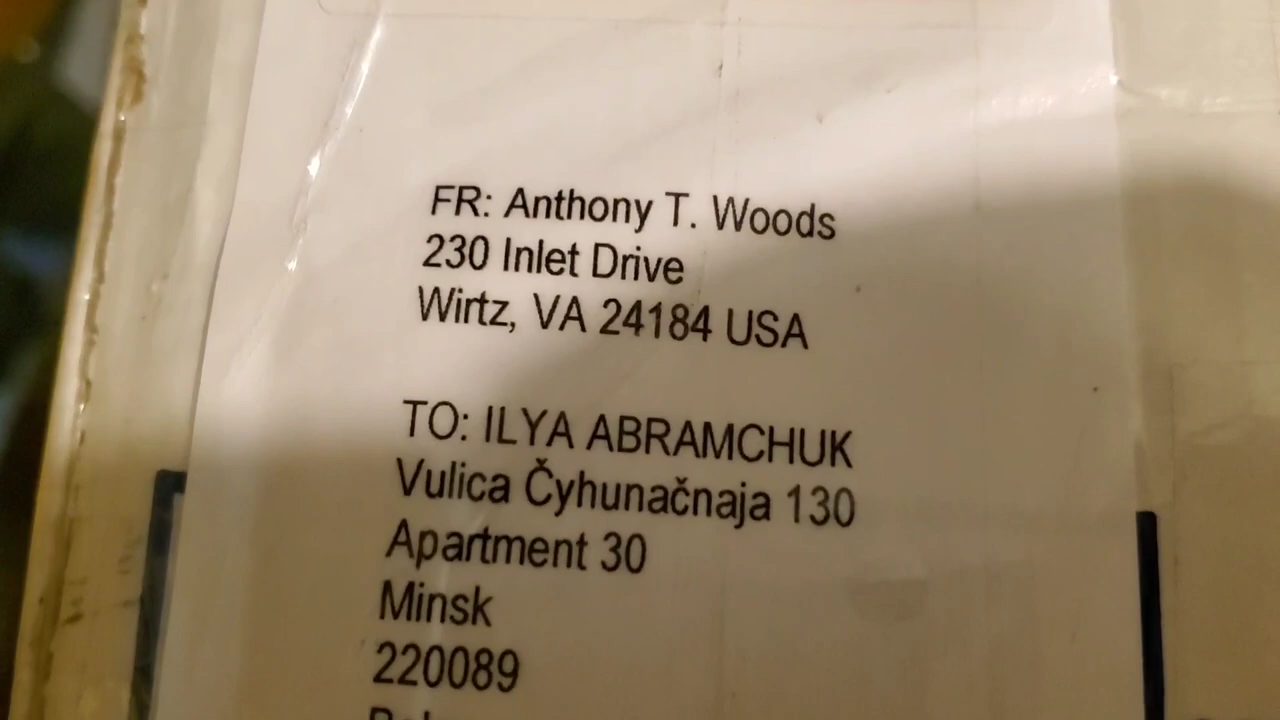 FR: Anthony T. Woods
230 Inlet Drive
Wirtz, VA 24184 USA
TO: ILYA ABRAMCHUK
Vulica Čyhunačnaja 130
Apartment 30
Minsk
220089